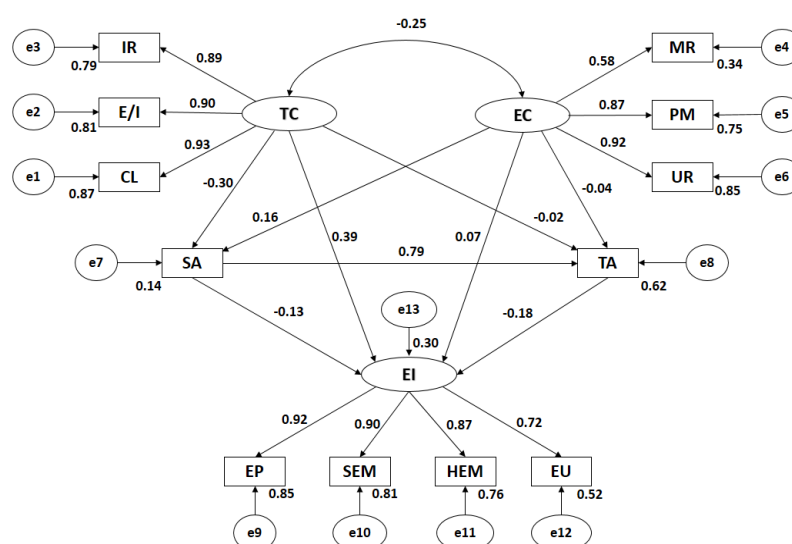 -0.25
e3 IR 0.89 0.58 MR e4
0.79 0.34
e2 E/I 0.90 TC EC 0.87 PM e5
0.81 0.75
0.93 0.92
e1 CL UR e6
0.87 0.85
-0.30 -0.04
0.16 0.39 0.07 -0.02
e7 SA 0.79 TA e8
0.14 0.62
-0.13 e13 -0.18
0.30
EI
0.92 0.90 0.87 0.72
EP SEM HEM EU
0.85 0.81 0.76 0.52
e9 e10 e11 e12